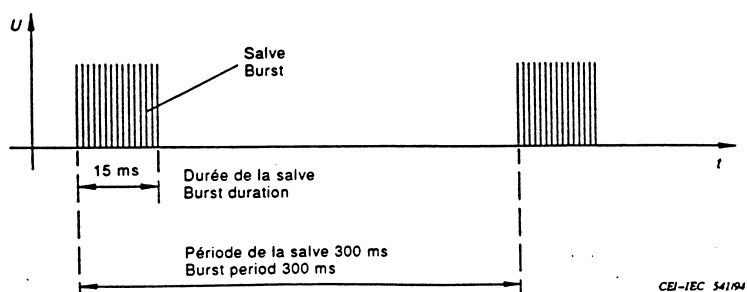 U
Salve
Burst
t
15 ms
Durée de la salve
Burst duration
Période de la salve 300 ms
Burst period 300 ms
CEI-IEC 541/94